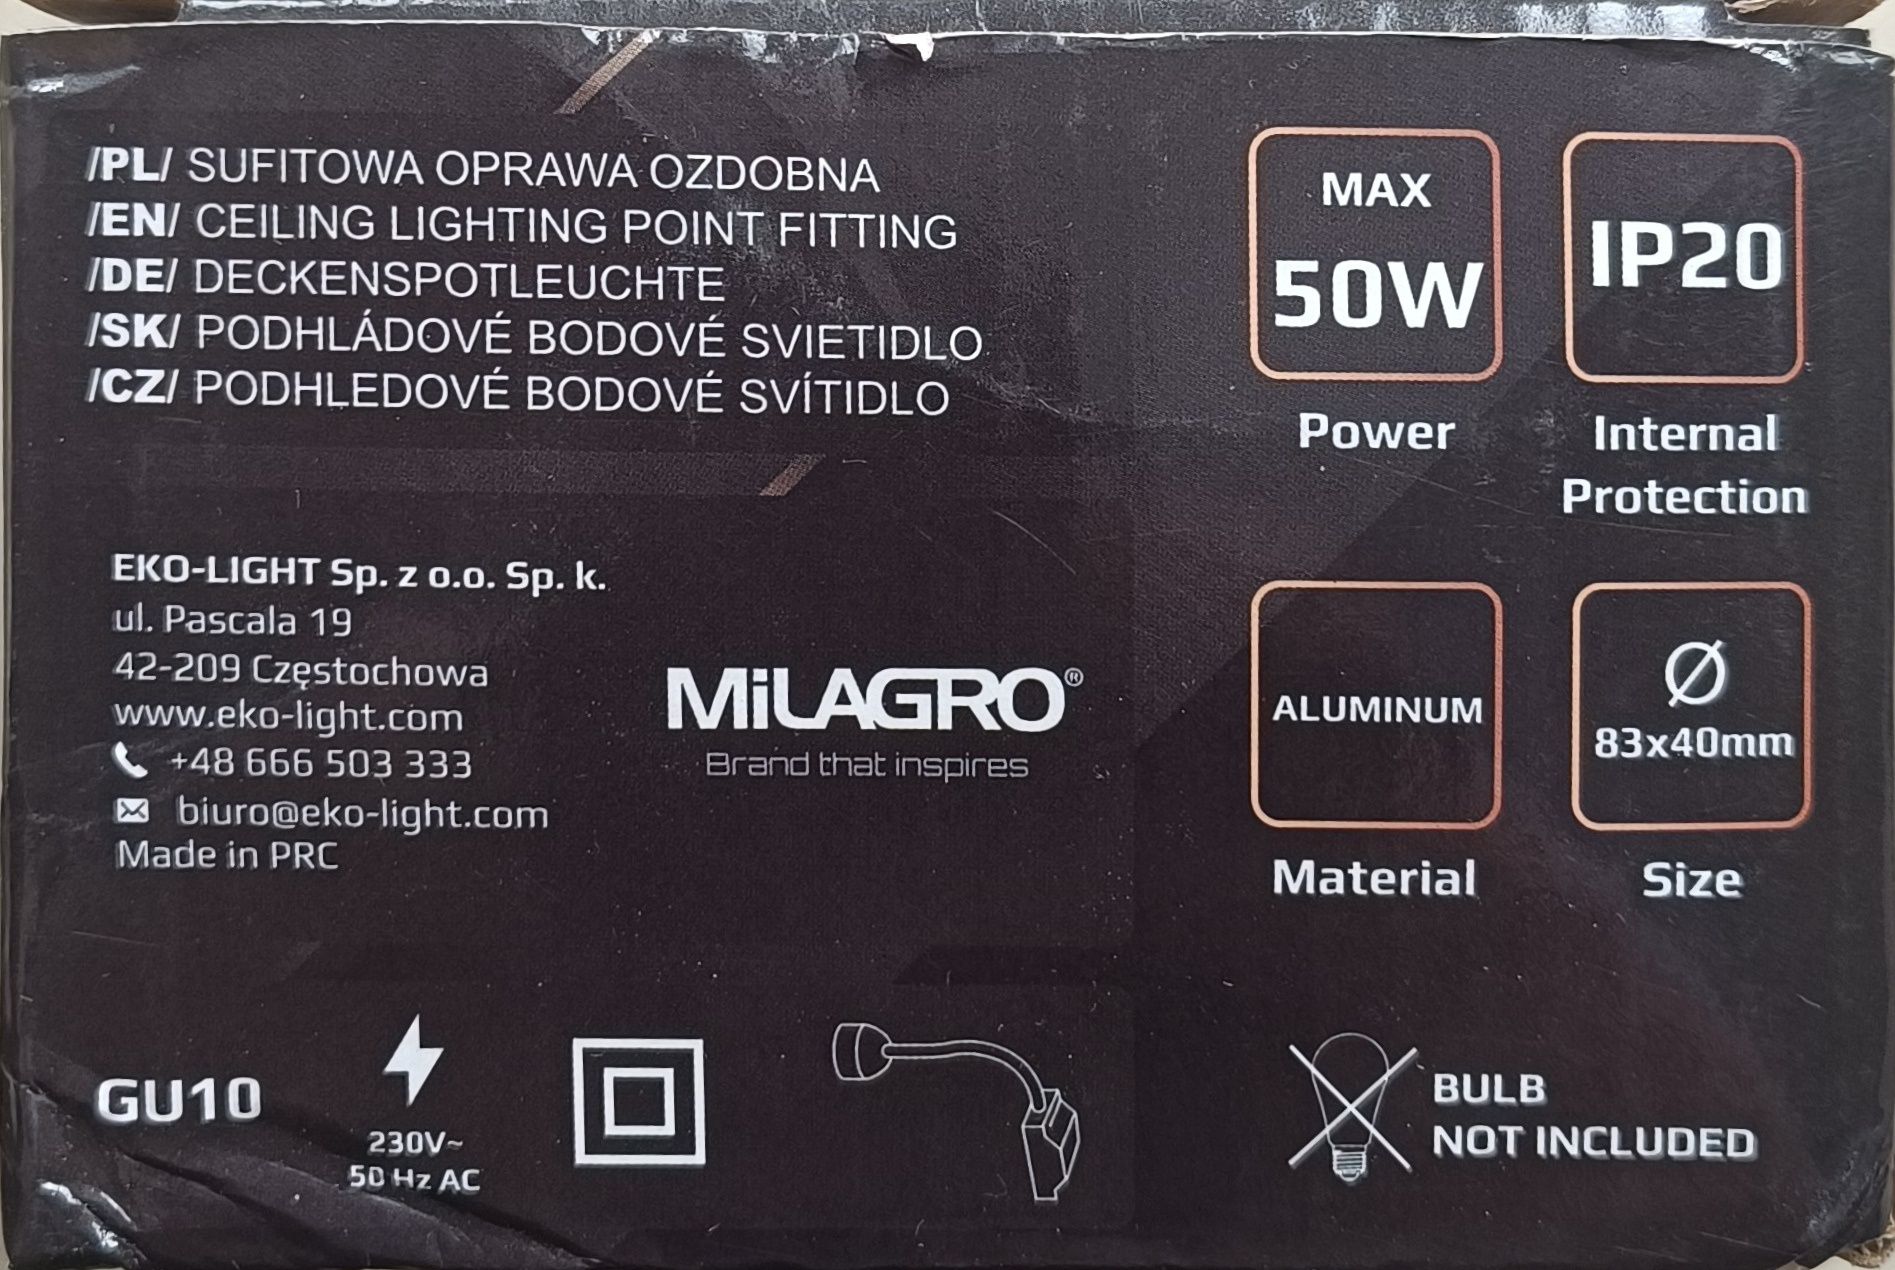 /PL/ SUFITOWA OPRAWA OZDOBNA
/EN/ CEILING LIGHTING POINT FITTING
/DE/ DECKENSPOTLEUCHTE
/SK/ PODHLÁDOVÉ BODOVÉ SVIETIDLO
/CZ/ PODHLEDOVÉ BODOVÉ SVÍTIDLO
MAX
50W
Power
IP20
Internal
Protection
EKO-LIGHT Sp. z o.o. Sp. k.
ul. Pascala 19
42-209 Częstochowa
www.eko-light.com
+48 666 503 333
biuro@eko-light.com
Made in PRC
MiLAGRO®
Brand that inspires
ALUMINUM
Material
Ø
83x40mm
Size
GU10
230V~
50 Hz AC
BULB
NOT INCLUDED